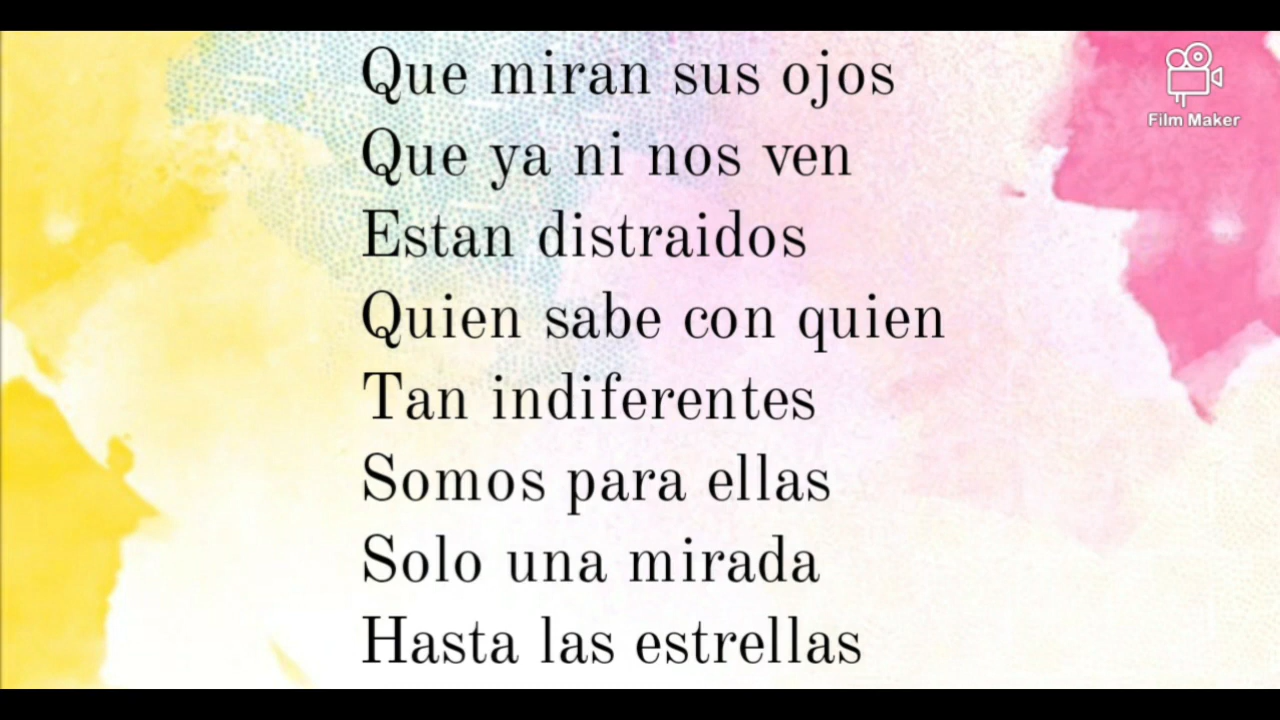 Que miran sus ojos
Film Maker
Que ya ni nos ven
Estan distraidos
Quien sabe con quien
Tan indiferentes
Somos para ellas
Solo una mirada
Hasta las estrellas